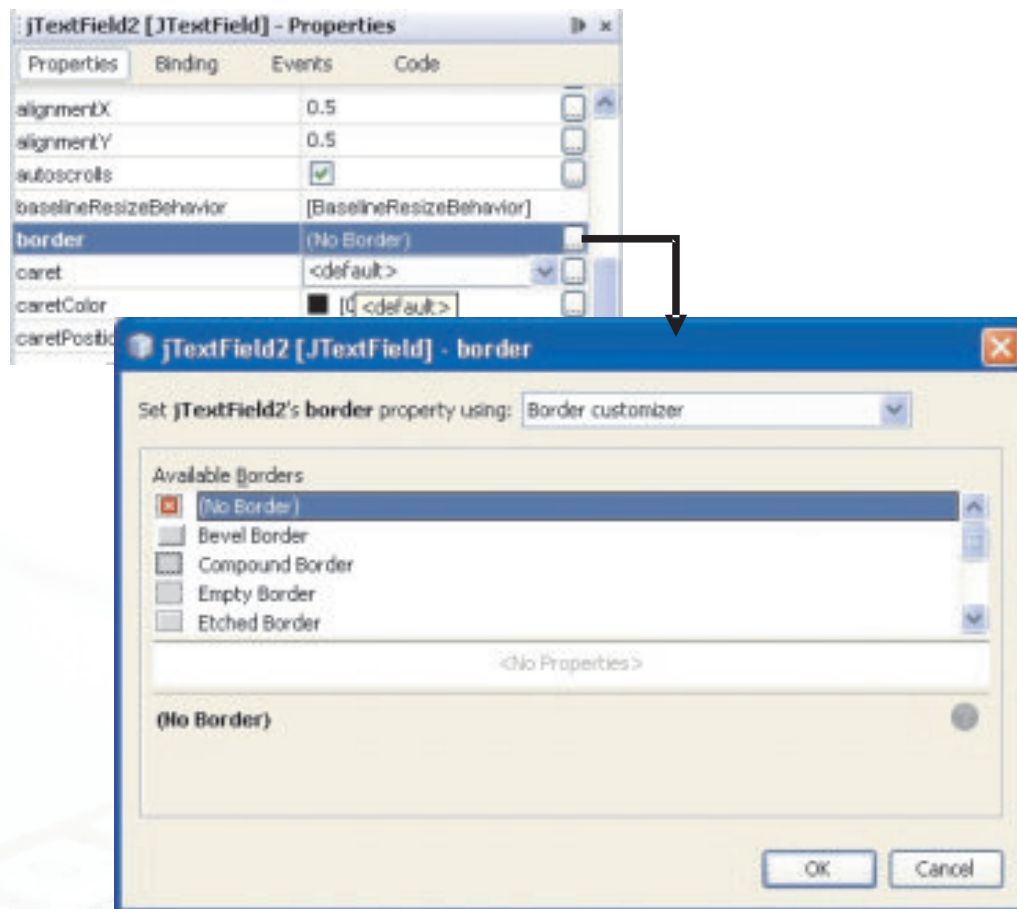 jTextField2 [JTextField] - Properties
Properties Binding Events Code
alignmentX 0.5 ...
alignmentY 0.5 ...
autoscrolls ...
baselineResizeBehavior [BaselineResizeBehavior]
border (No Border) ...
caret <default> ...
caretColor [0 <default> ...
caretPositio
jTextField2 [JTextField] - border
Set jTextField2's border property using: Border customizer
Available Borders
(No Border)
Bevel Border
Compound Border
Empty Border
Etched Border
<No Properties>
(No Border)
?
OK Cancel